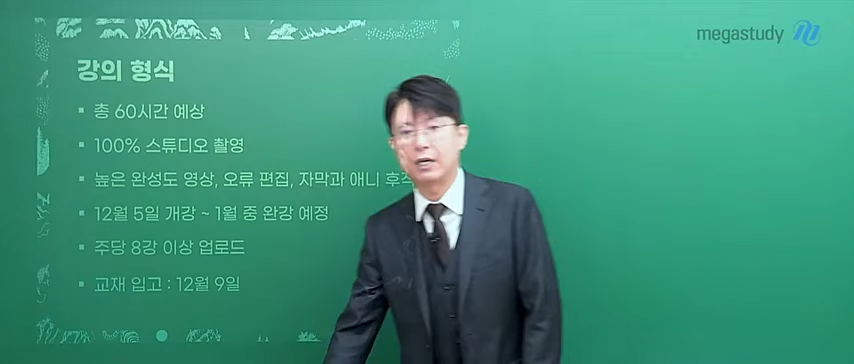 megastudy
강의 형식
▪ 총 60시간 예상
▪ 100% 스튜디오 촬영
▪ 높은 완성도 영상, 오류 편집, 자막과 애니
▪ 12월 5일 개강 ~ 1월 중 완강 예정
▪ 주당 8강 이상 업로드
▪ 교재 입고 : 12월 9일